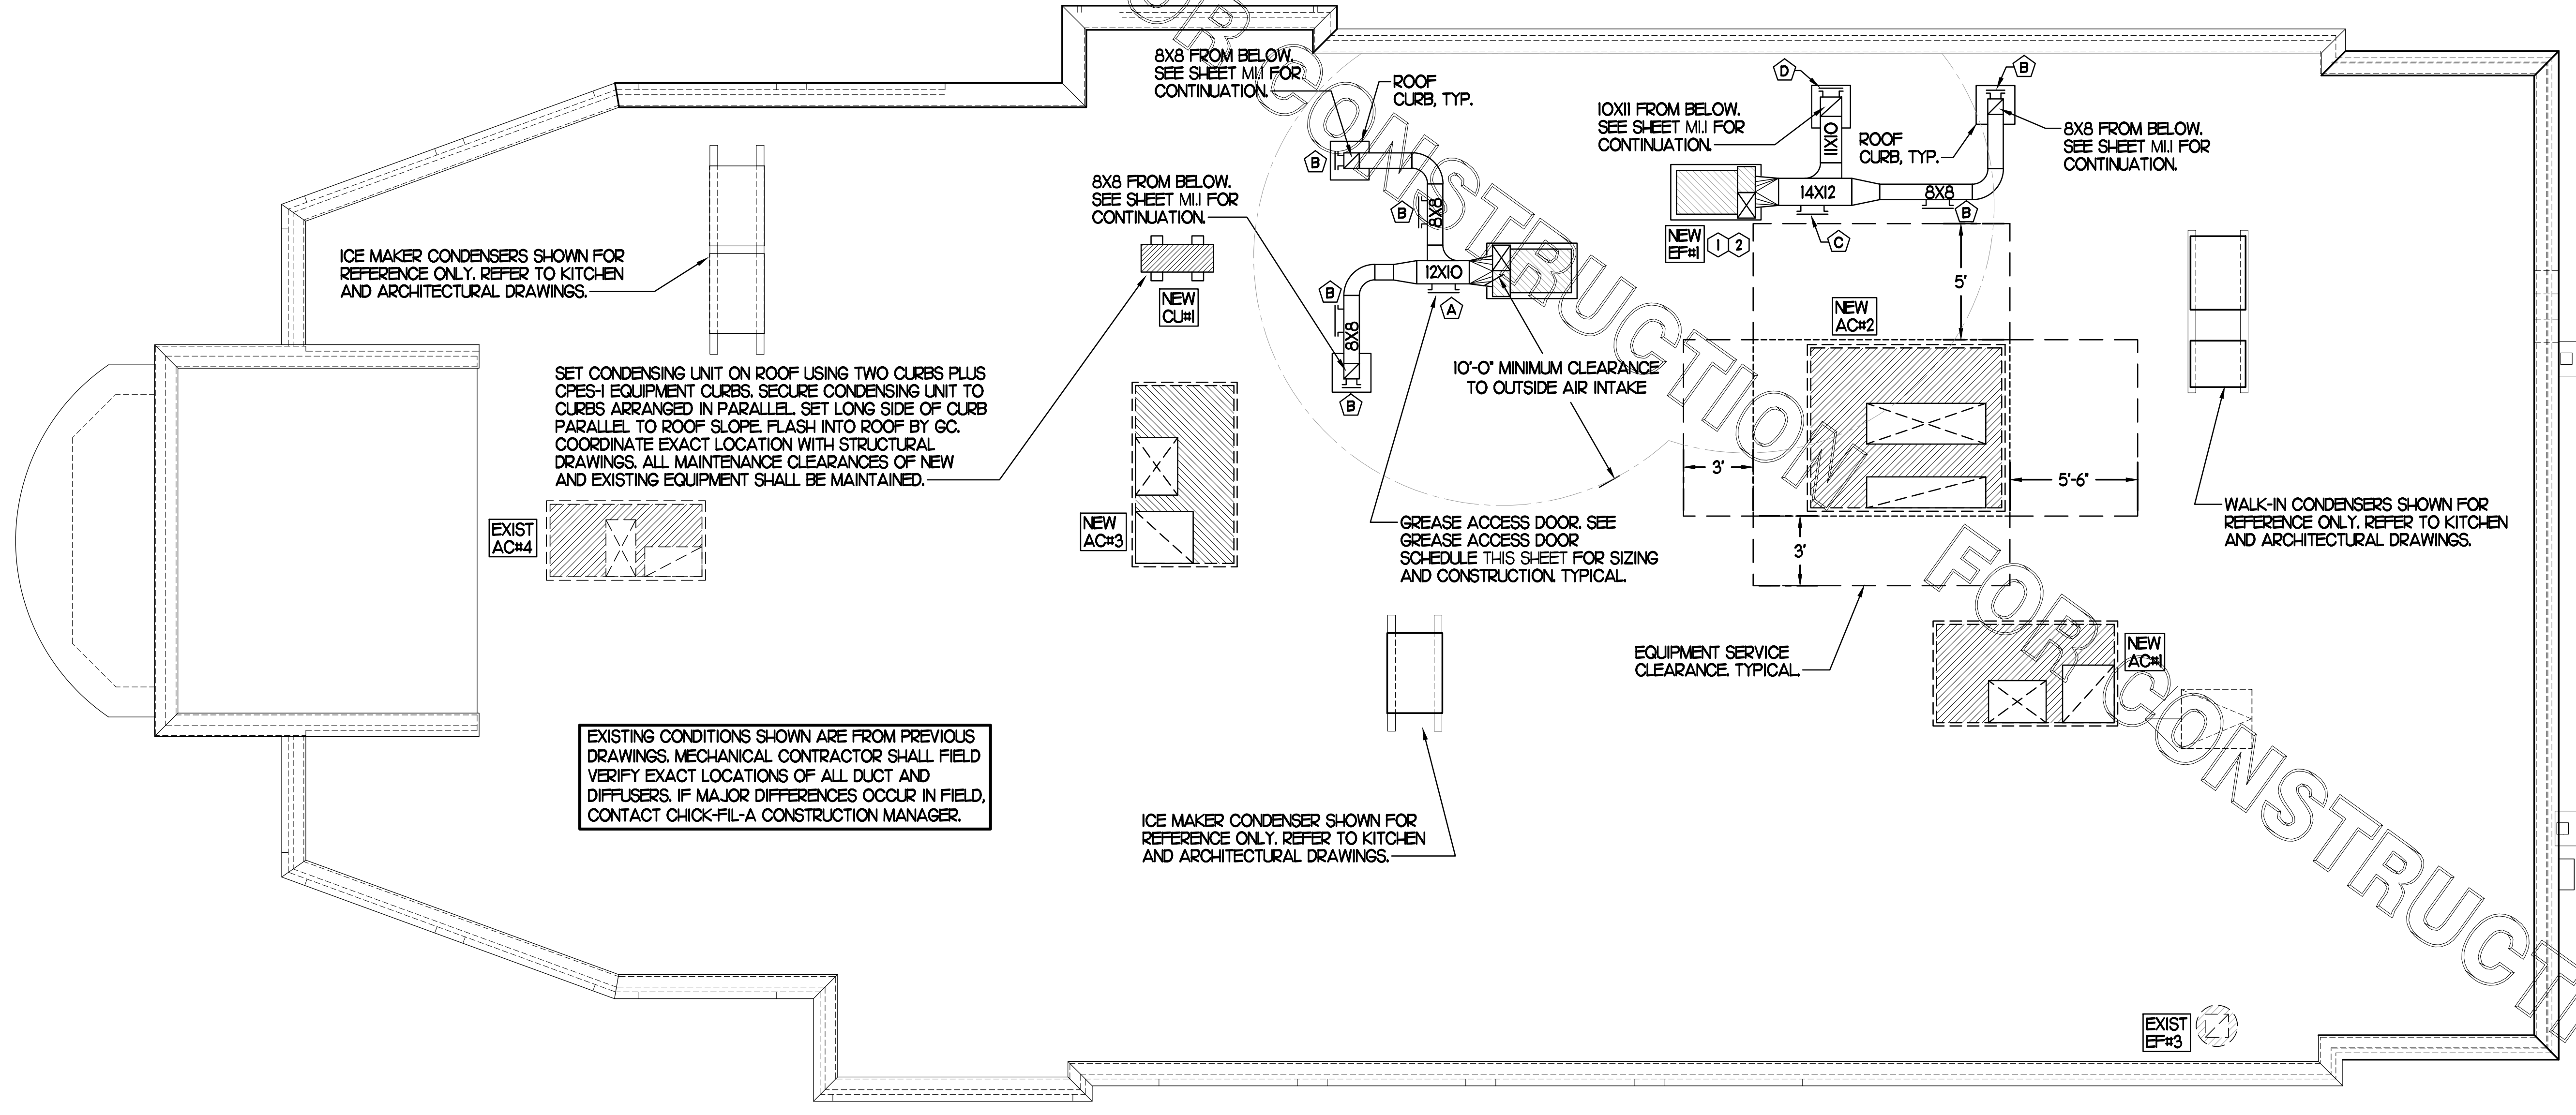 8X8 FROM BELOW.
SEE SHEET M1.1 FOR
CONTINUATION.
ROOF
CURB, TYP.
D
B
10X11 FROM BELOW.
SEE SHEET M1.1 FOR
CONTINUATION.
10X11
ROOF
CURB, TYP.
8X8 FROM BELOW.
SEE SHEET M1.1 FOR
CONTINUATION.
B
8X8 FROM BELOW.
SEE SHEET M1.1 FOR
CONTINUATION.
B
8X8
14X12
8X8
B
C
NEW
EF#1
1
2
ICE MAKER CONDENSERS SHOWN FOR
REFERENCE ONLY. REFER TO KITCHEN
AND ARCHITECTURAL DRAWINGS.
NEW
CU#1
B
12X10
A
8X8
B
5'
NEW
AC#2
10'-0" MINIMUM CLEARANCE
TO OUTSIDE AIR INTAKE
SET CONDENSING UNIT ON ROOF USING TWO CURBS PLUS
CPES-1 EQUIPMENT CURBS. SECURE CONDENSING UNIT TO
CURBS ARRANGED IN PARALLEL. SET LONG SIDE OF CURB
PARALLEL TO ROOF SLOPE. FLASH INTO ROOF BY GC.
COORDINATE EXACT LOCATION WITH STRUCTURAL
DRAWINGS. ALL MAINTENANCE CLEARANCES OF NEW
AND EXISTING EQUIPMENT SHALL BE MAINTAINED.
3'
5'-6"
WALK-IN CONDENSERS SHOWN FOR
REFERENCE ONLY. REFER TO KITCHEN
AND ARCHITECTURAL DRAWINGS.
EXIST
AC#4
NEW
AC#3
GREASE ACCESS DOOR. SEE
GREASE ACCESS DOOR
SCHEDULE THIS SHEET FOR SIZING
AND CONSTRUCTION. TYPICAL.
3'
EQUIPMENT SERVICE
CLEARANCE. TYPICAL.
NEW
AC#1
EXISTING CONDITIONS SHOWN ARE FROM PREVIOUS
DRAWINGS. MECHANICAL CONTRACTOR SHALL FIELD
VERIFY EXACT LOCATIONS OF ALL DUCT AND
DIFFUSERS. IF MAJOR DIFFERENCES OCCUR IN FIELD,
CONTACT CHICK-FIL-A CONSTRUCTION MANAGER.
ICE MAKER CONDENSER SHOWN FOR
REFERENCE ONLY. REFER TO KITCHEN
AND ARCHITECTURAL DRAWINGS.
EXIST
EF#3
CONSTRUCTION
FOR CONSTRUCT